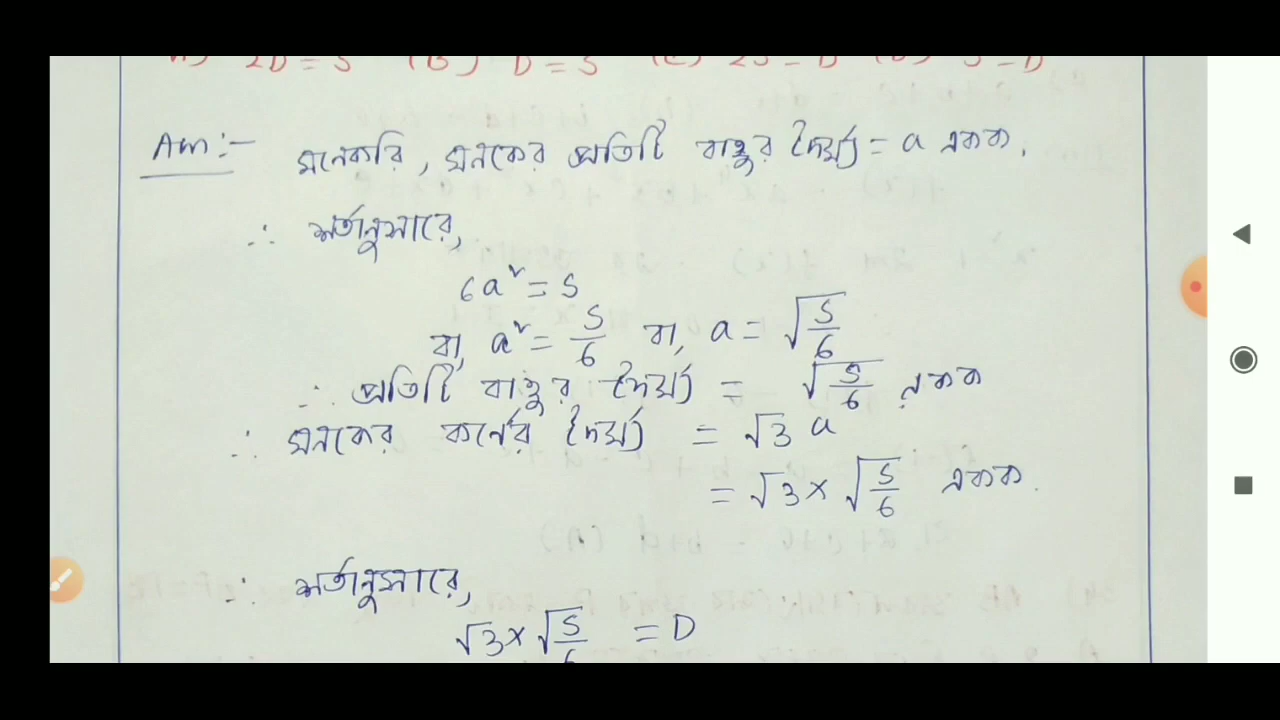 Ans:- মনেকরি, ঘনকের প্রতিটি বাহুর দৈর্ঘ্য = a একক.
∴ শর্তানুসারে,
6a² = S
বা, a² = S/6 বা, a = √(S/6)
∴ প্রতিটি বাহুর দৈর্ঘ্য = √(S/6) একক
∴ ঘনকের কর্ণের দৈর্ঘ্য = √3 a
= √3 × √(S/6) একক.
∴ শর্তানুসারে,
√3 × √(S/6) = D